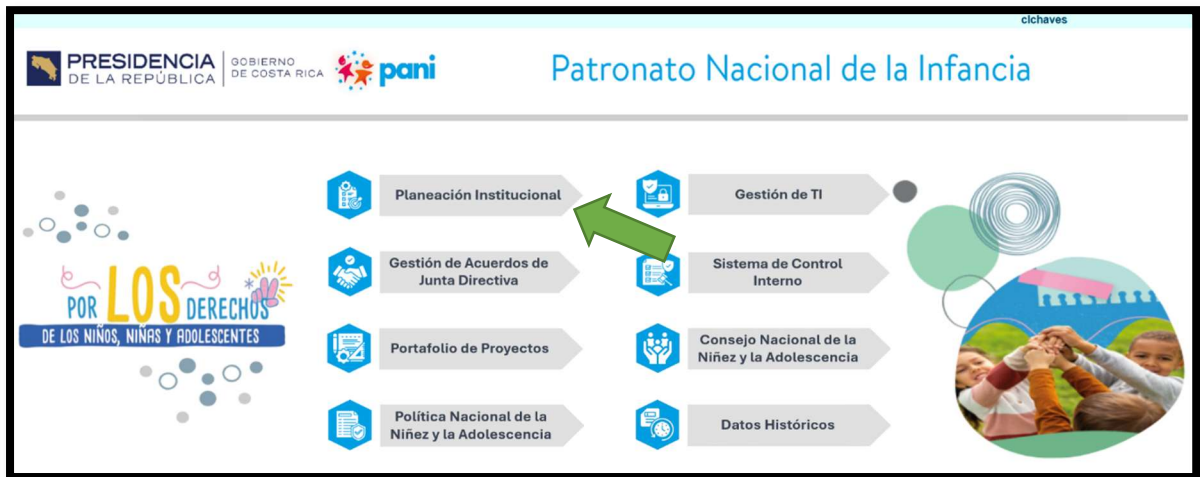 clchaves
PRESIDENCIA
DE LA REPÚBLICA
GOBIERNO
DE COSTA RICA
pani
Patronato Nacional de la Infancia
Planeación Institucional
Gestión de TI
Gestión de Acuerdos de
Junta Directiva
Sistema de Control
Interno
POR LOS DERECHOS
DE LOS NIÑOS, NIÑAS Y ADOLESCENTES
Portafolio de Proyectos
Consejo Nacional de la
Niñez y la Adolescencia
Política Nacional de la
Niñez y la Adolescencia
Datos Históricos